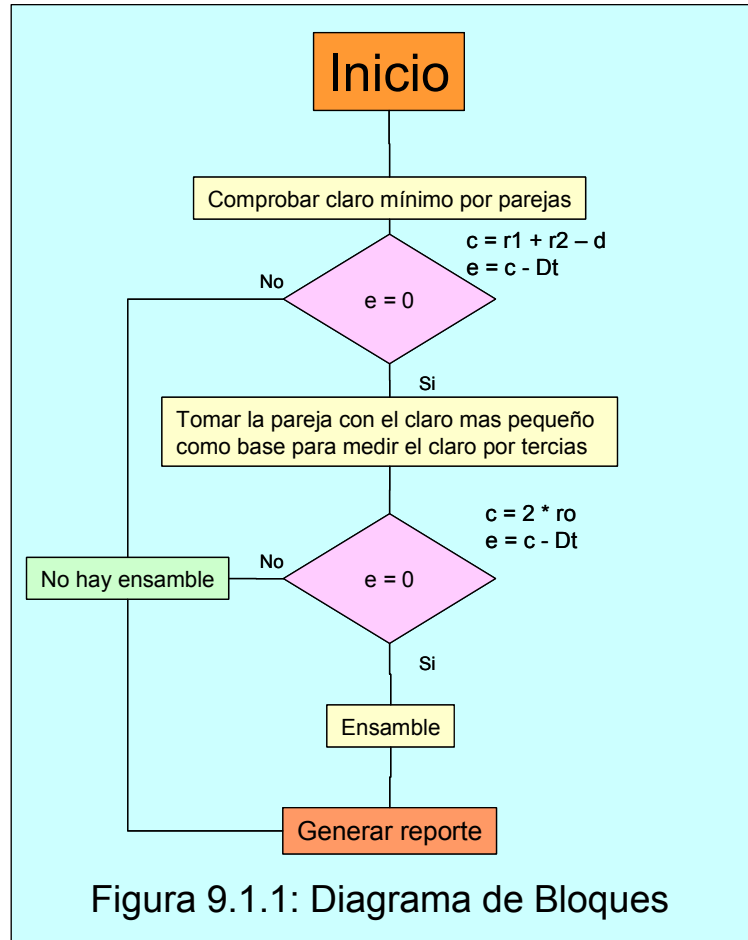 Inicio
Comprobar claro mínimo por parejas
c = r1 + r2 – d
e = c - Dt
No
e = 0
Si
Tomar la pareja con el claro mas pequeño
como base para medir el claro por tercias
c = 2 * ro
e = c - Dt
No
e = 0
No hay ensamble
Si
Ensamble
Generar reporte
Figura 9.1.1: Diagrama de Bloques